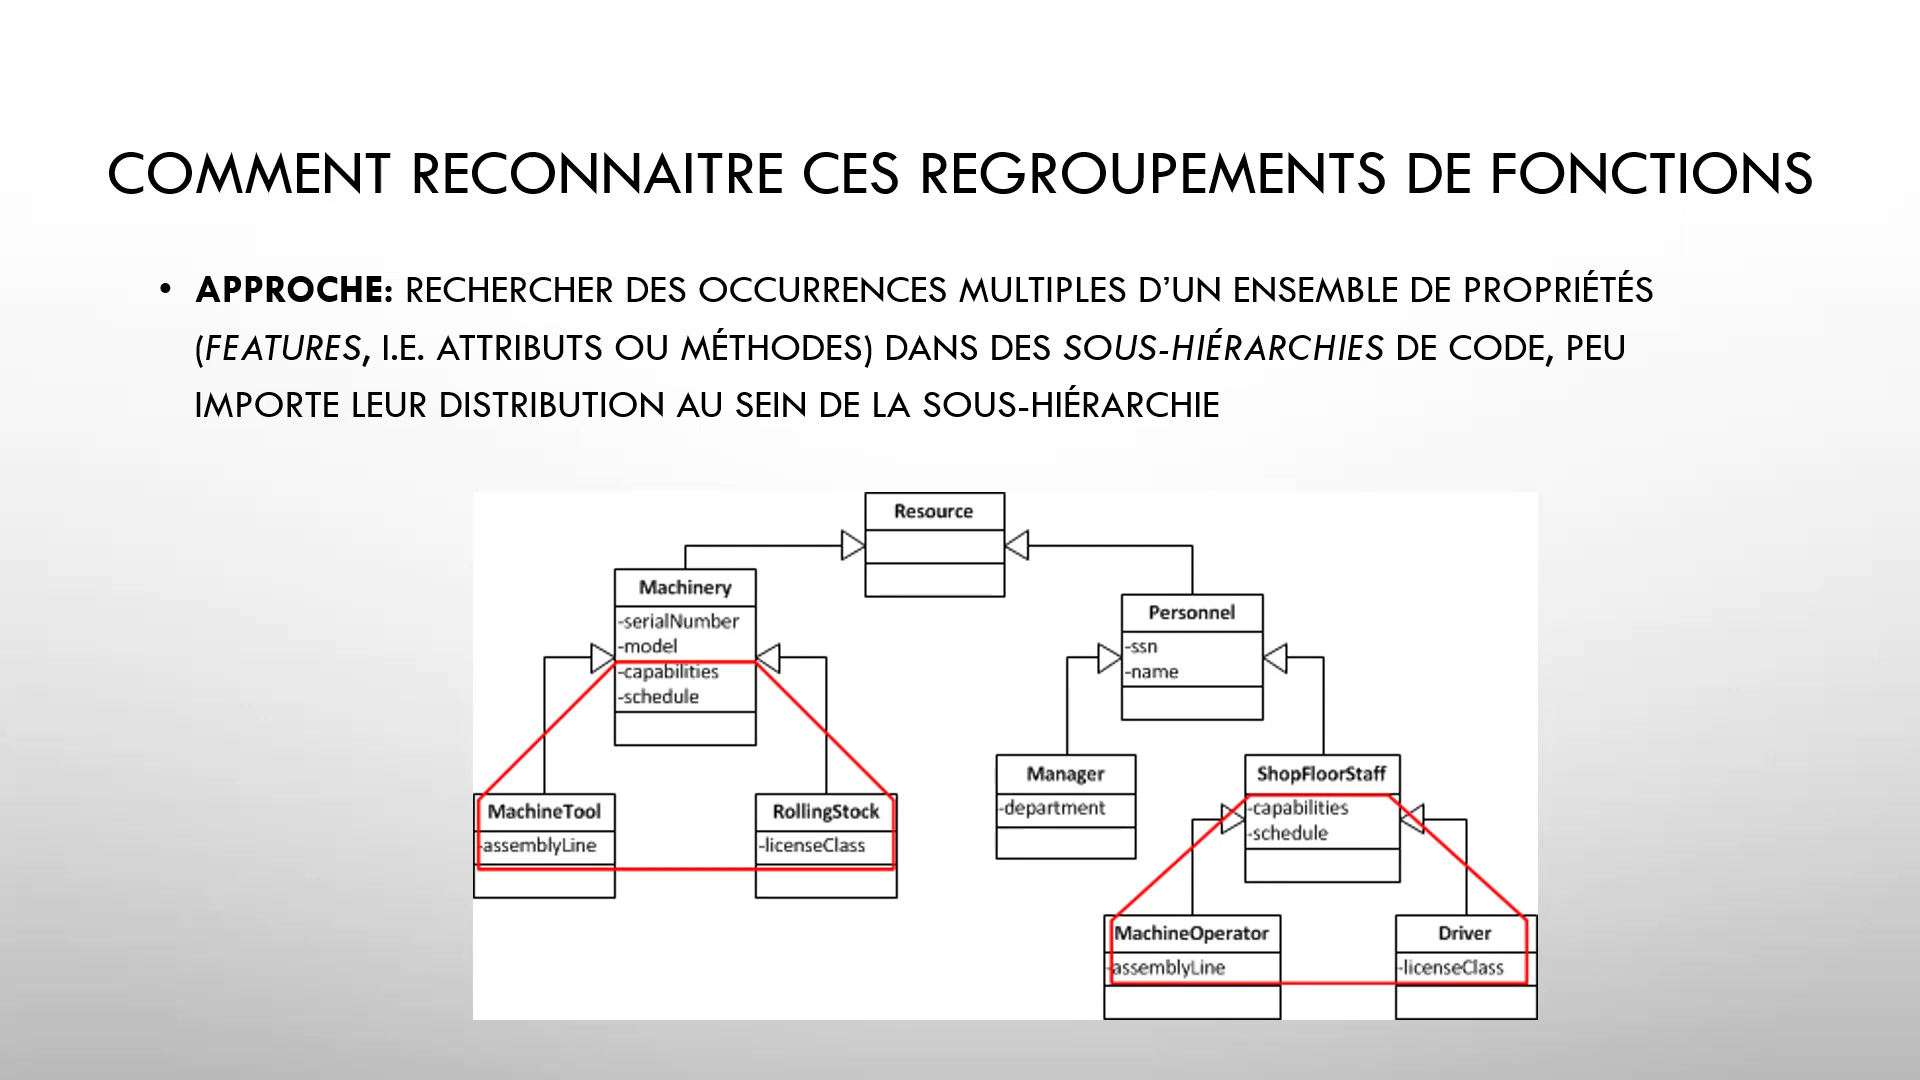 COMMENT RECONNAITRE CES REGROUPEMENTS DE FONCTIONS
• APPROCHE: RECHERCHER DES OCCURRENCES MULTIPLES D’UN ENSEMBLE DE PROPRIÉTÉS
(FEATURES, I.E. ATTRIBUTS OU MÉTHODES) DANS DES SOUS-HIÉRARCHIES DE CODE, PEU
IMPORTE LEUR DISTRIBUTION AU SEIN DE LA SOUS-HIÉRARCHIE
Resource
Machinery
-serialNumber
-model
-capabilities
-schedule
Personnel
-ssn
-name
MachineTool
-assemblyLine
RollingStock
-licenseClass
Manager
-department
ShopFloorStaff
-capabilities
-schedule
MachineOperator
-assemblyLine
Driver
-licenseClass